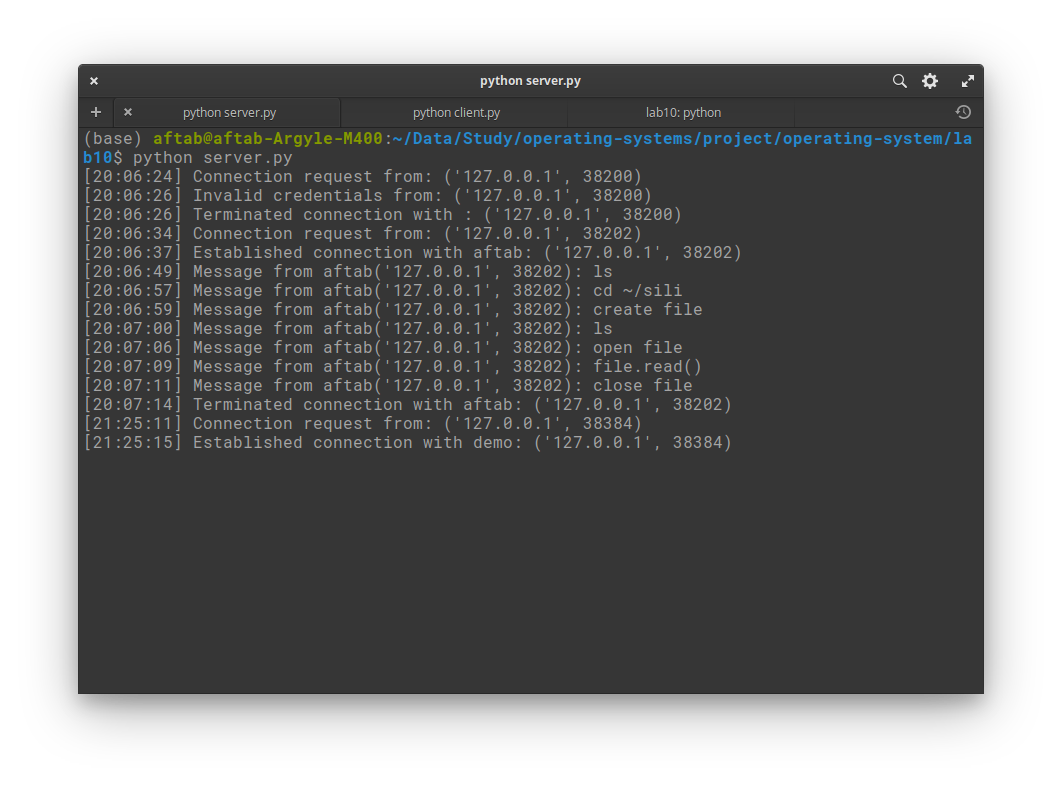 python server.py
python server.py python client.py lab10: python
(base) aftab@aftab-Argyle-M400:~/Data/Study/operating-systems/project/operating-system/la
b10$ python server.py
[20:06:24] Connection request from: ('127.0.0.1', 38200)
[20:06:26] Invalid credentials from: ('127.0.0.1', 38200)
[20:06:26] Terminated connection with : ('127.0.0.1', 38200)
[20:06:34] Connection request from: ('127.0.0.1', 38202)
[20:06:37] Established connection with aftab: ('127.0.0.1', 38202)
[20:06:49] Message from aftab('127.0.0.1', 38202): ls
[20:06:57] Message from aftab('127.0.0.1', 38202): cd ~/sili
[20:06:59] Message from aftab('127.0.0.1', 38202): create file
[20:07:00] Message from aftab('127.0.0.1', 38202): ls
[20:07:06] Message from aftab('127.0.0.1', 38202): open file
[20:07:09] Message from aftab('127.0.0.1', 38202): file.read()
[20:07:11] Message from aftab('127.0.0.1', 38202): close file
[20:07:14] Terminated connection with aftab: ('127.0.0.1', 38202)
[21:25:11] Connection request from: ('127.0.0.1', 38384)
[21:25:15] Established connection with demo: ('127.0.0.1', 38384)